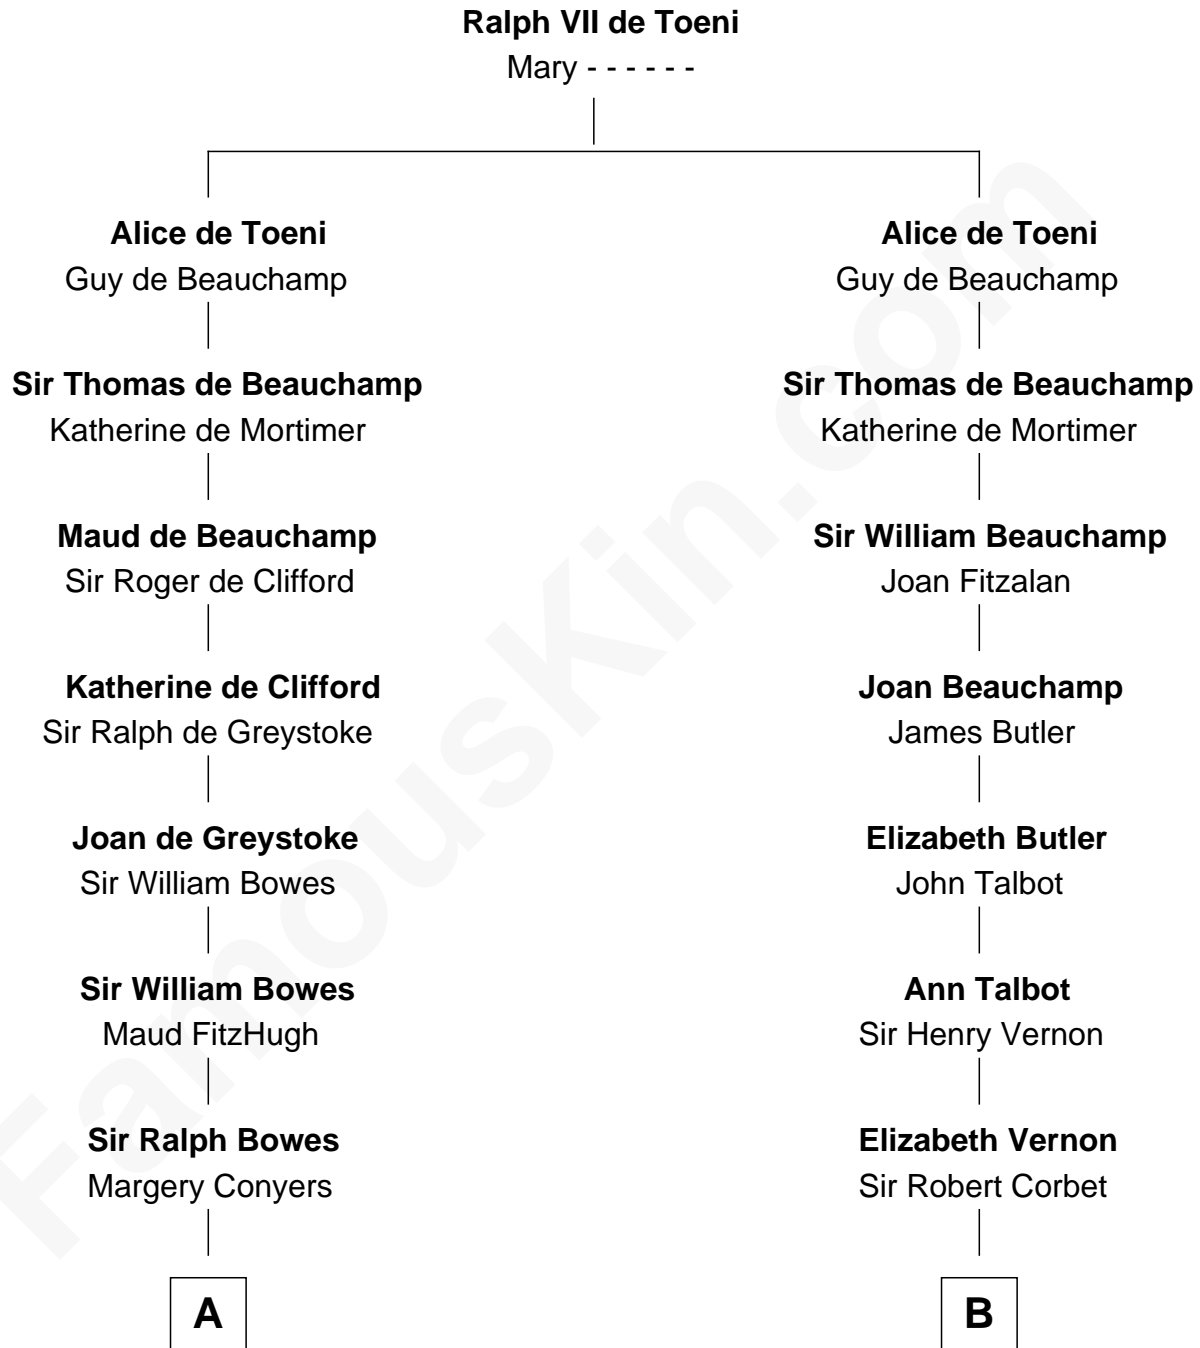 Ralph VII de Toeni
Mary - - - - - -
Alice de Toeni
Guy de Beauchamp
Alice de Toeni
Guy de Beauchamp
Sir Thomas de Beauchamp
Katherine de Mortimer
Sir Thomas de Beauchamp
Katherine de Mortimer
Maud de Beauchamp
Sir Roger de Clifford
Sir William Beauchamp
Joan Fitzalan
Katherine de Clifford
Sir Ralph de Greystoke
Joan Beauchamp
James Butler
Joan de Greystoke
Sir William Bowes
Elizabeth Butler
John Talbot
Sir William Bowes
Maud FitzHugh
Ann Talbot
Sir Henry Vernon
Sir Ralph Bowes
Margery Conyers
Elizabeth Vernon
Sir Robert Corbet
A
B
FamousKin.com